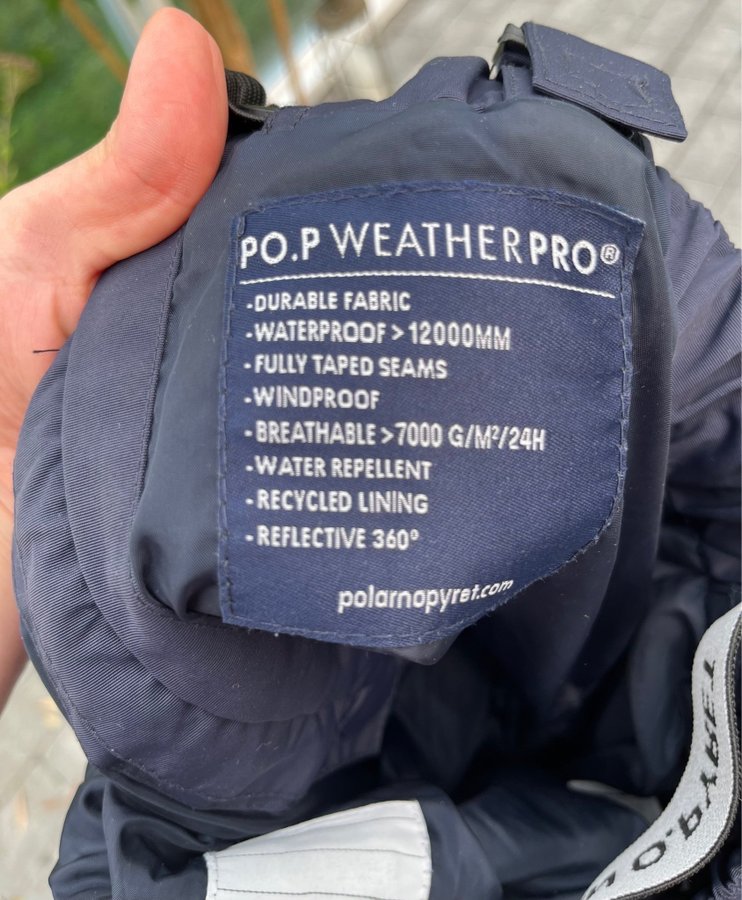 PO.P WEATHERPRO®
-DURABLE FABRIC
-WATERPROOF > 12000MM
-FULLY TAPED SEAMS
-WINDPROOF
-BREATHABLE >7000 G/M²/24H
-WATER REPELLENT
-RECYCLED LINING
-REFLECTIVE 360°
polarnopyret.com